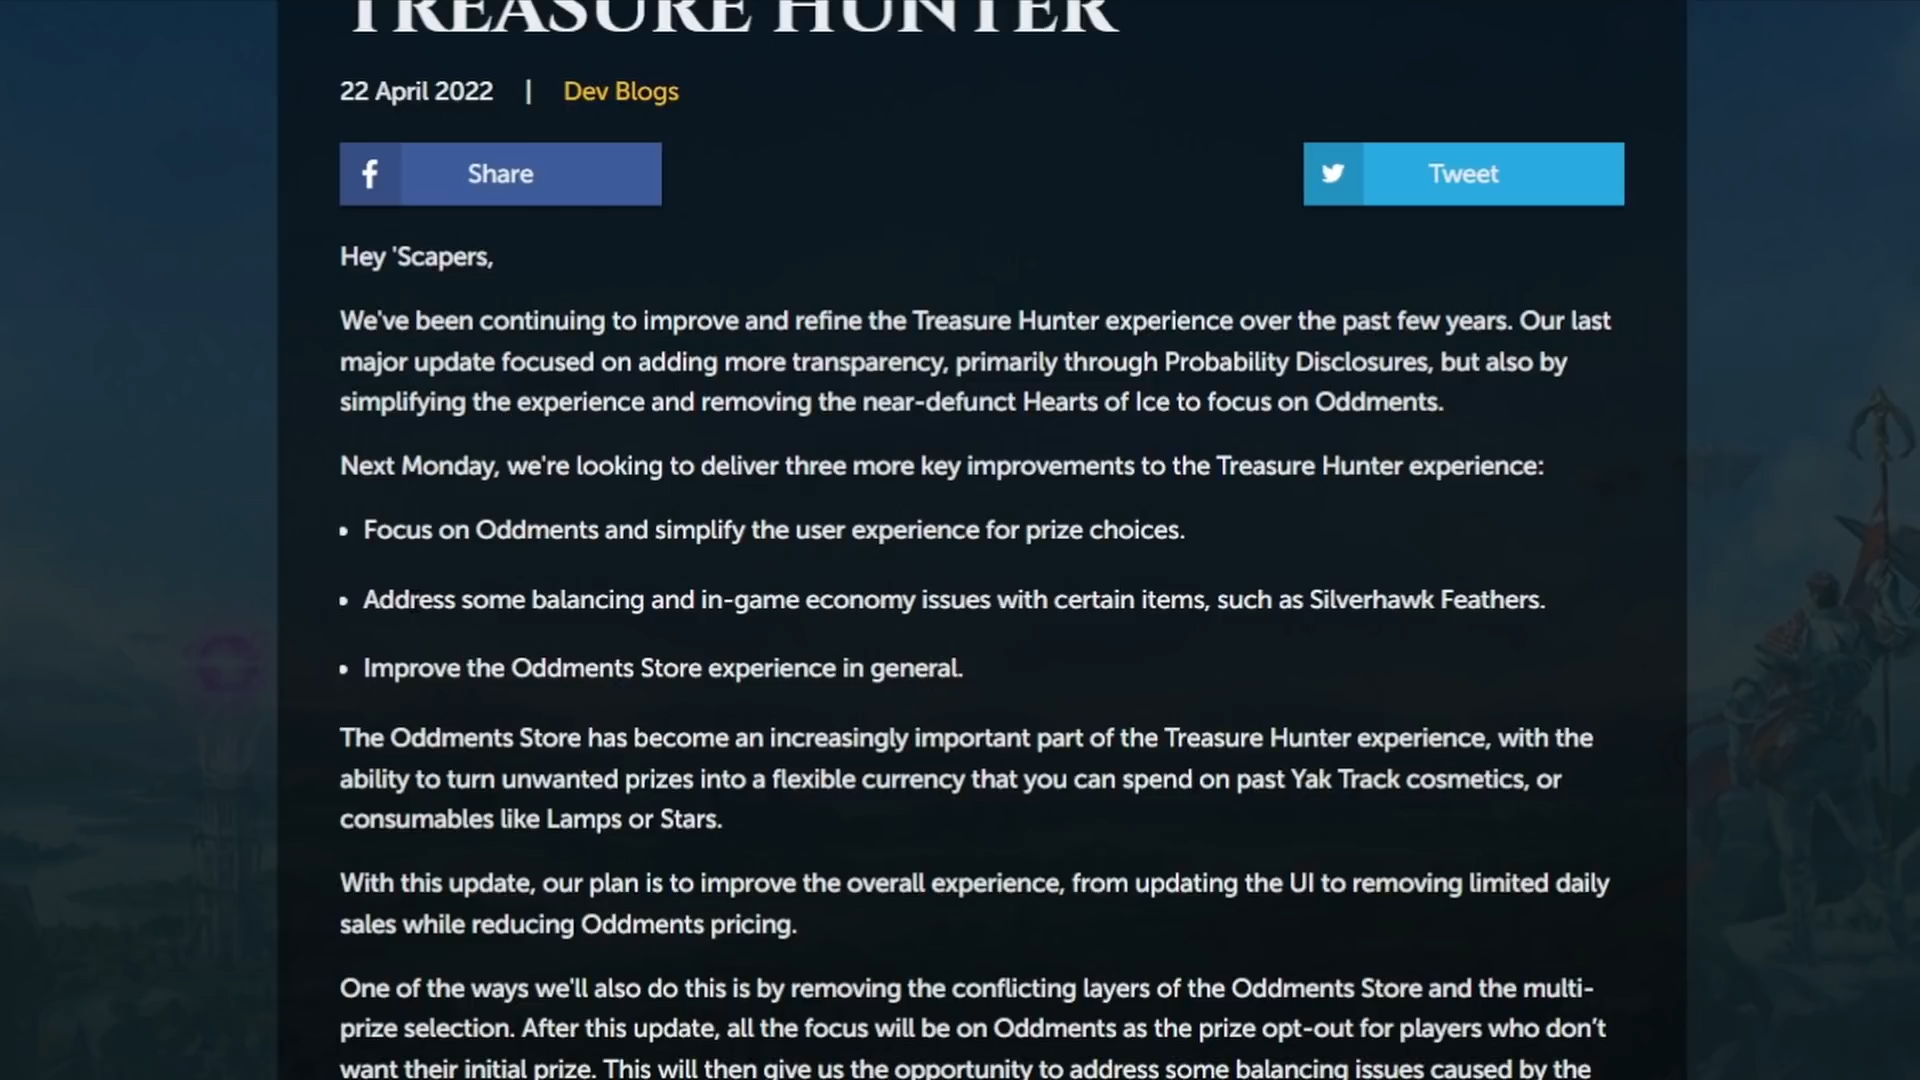 TREASURE HUNTER
22 April 2022 | Dev Blogs
Share
Tweet
Hey 'Scapers,
We've been continuing to improve and refine the Treasure Hunter experience over the past few years. Our last
major update focused on adding more transparency, primarily through Probability Disclosures, but also by
simplifying the experience and removing the near-defunct Hearts of Ice to focus on Oddments.
Next Monday, we're looking to deliver three more key improvements to the Treasure Hunter experience:
• Focus on Oddments and simplify the user experience for prize choices.
• Address some balancing and in-game economy issues with certain items, such as Silverhawk Feathers.
• Improve the Oddments Store experience in general.
The Oddments Store has become an increasingly important part of the Treasure Hunter experience, with the
ability to turn unwanted prizes into a flexible currency that you can spend on past Yak Track cosmetics, or
consumables like Lamps or Stars.
With this update, our plan is to improve the overall experience, from updating the UI to removing limited daily
sales while reducing Oddments pricing.
One of the ways we'll also do this is by removing the conflicting layers of the Oddments Store and the multi-
prize selection. After this update, all the focus will be on Oddments as the prize opt-out for players who don’t
want their initial prize. This will then give us the opportunity to address some balancing issues caused by the